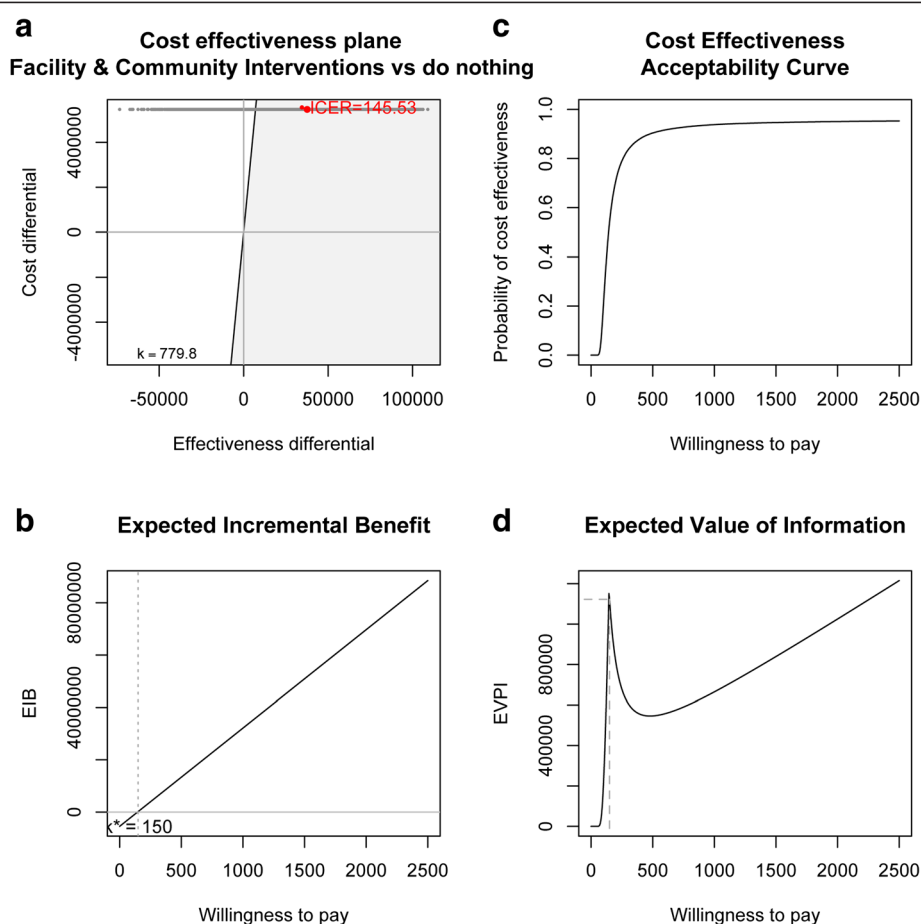 a
Cost effectiveness plane
Facility & Community Interventions vs do nothing
4000000
0
-4000000
Cost differential
ICER=145.53
k = 779.8
-50000 0 50000 100000
Effectiveness differential
c
Cost Effectiveness
Acceptability Curve
1.0
0.8
0.6
0.4
0.2
0.0
Probability of cost effectiveness
0 500 1000 1500 2000 2500
Willingness to pay
b
Expected Incremental Benefit
80000000
40000000
0
EIB
k* = 150
0 500 1000 1500 2000 2500
Willingness to pay
d
Expected Value of Information
800000
400000
0
EVPI
0 500 1000 1500 2000 2500
Willingness to pay